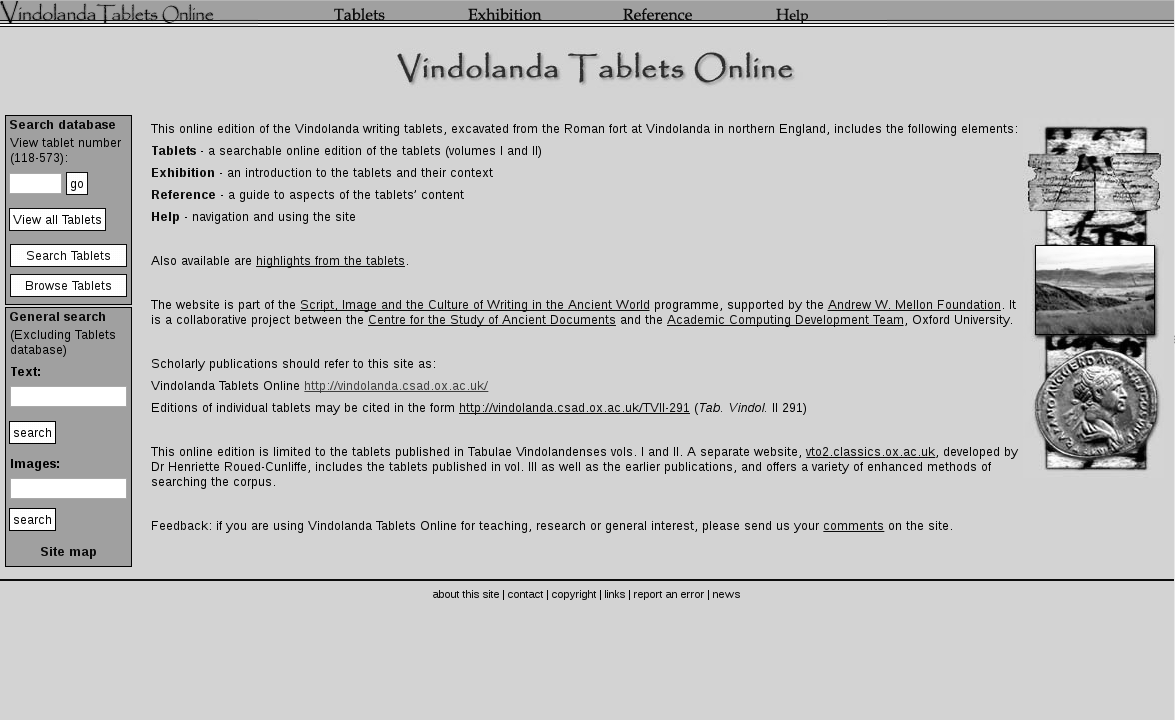 Vindolanda Tablets Online Tablets Exhibition Reference Help
Vindolanda Tablets Online
Search database
View tablet number
(118-573):
go
View all Tablets
Search Tablets
Browse Tablets
General search
(Excluding Tablets
database)
Text:
search
Images:
search
Site map
This online edition of the Vindolanda writing tablets, excavated from the Roman fort at Vindolanda in northern England, includes the following elements:
Tablets - a searchable online edition of the tablets (volumes I and II)
Exhibition - an introduction to the tablets and their context
Reference - a guide to aspects of the tablets’ content
Help - navigation and using the site
Also available are highlights from the tablets.
The website is part of the Script, Image and the Culture of Writing in the Ancient World programme, supported by the Andrew W. Mellon Foundation. It
is a collaborative project between the Centre for the Study of Ancient Documents and the Academic Computing Development Team, Oxford University.
Scholarly publications should refer to this site as:
Vindolanda Tablets Online http://vindolanda.csad.ox.ac.uk/
Editions of individual tablets may be cited in the form http://vindolanda.csad.ox.ac.uk/TVII-291 (Tab. Vindol. II 291)
This online edition is limited to the tablets published in Tabulae Vindolandenses vols. I and II. A separate website, vto2.classics.ox.ac.uk, developed by
Dr Henriette Roued-Cunliffe, includes the tablets published in vol. III as well as the earlier publications, and offers a variety of enhanced methods of
searching the corpus.
Feedback: if you are using Vindolanda Tablets Online for teaching, research or general interest, please send us your comments on the site.
about this site | contact | copyright | links | report an error | news